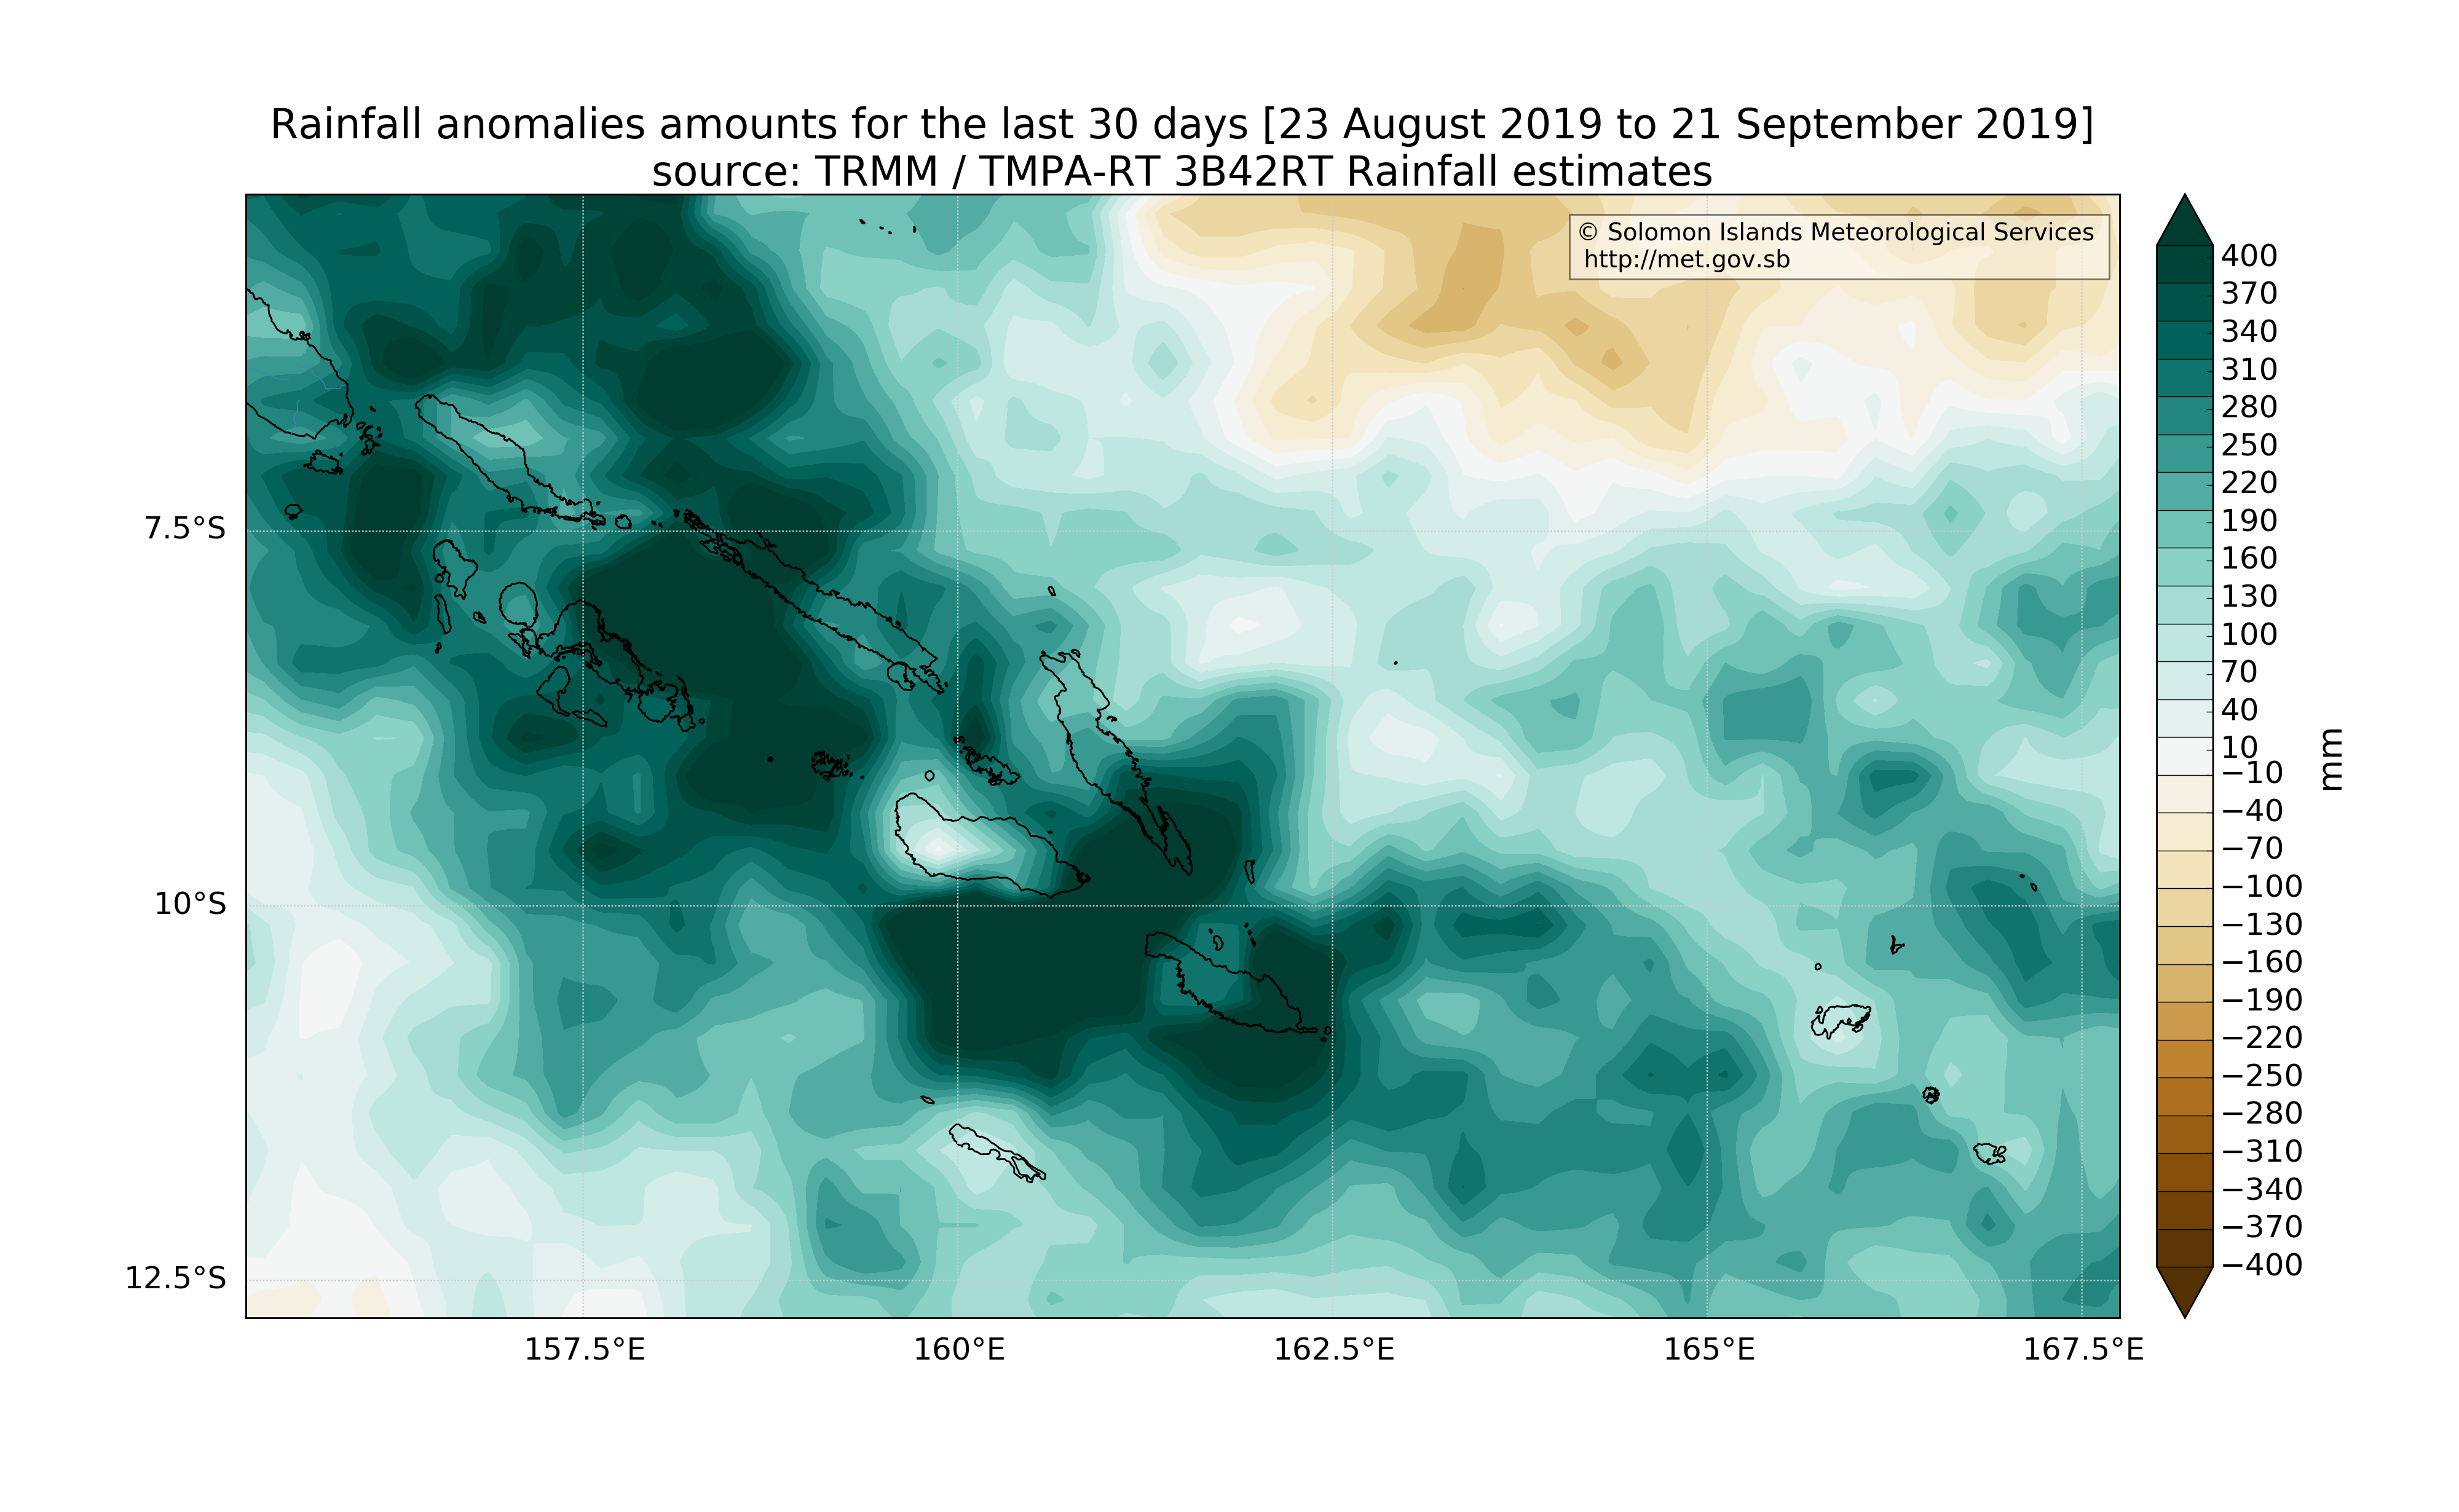 Rainfall anomalies amounts for the last 30 days [23 August 2019 to 21 September 2019]
source: TRMM / TMPA-RT 3B42RT Rainfall estimates
© Solomon Islands Meteorological Services
http://met.gov.sb
7.5°S
10°S
12.5°S
157.5°E
160°E
162.5°E
165°E
167.5°E
400
370
340
310
280
250
220
190
160
130
100
70
40
10
−10
−40
−70
−100
−130
−160
−190
−220
−250
−280
−310
−340
−370
−400
mm